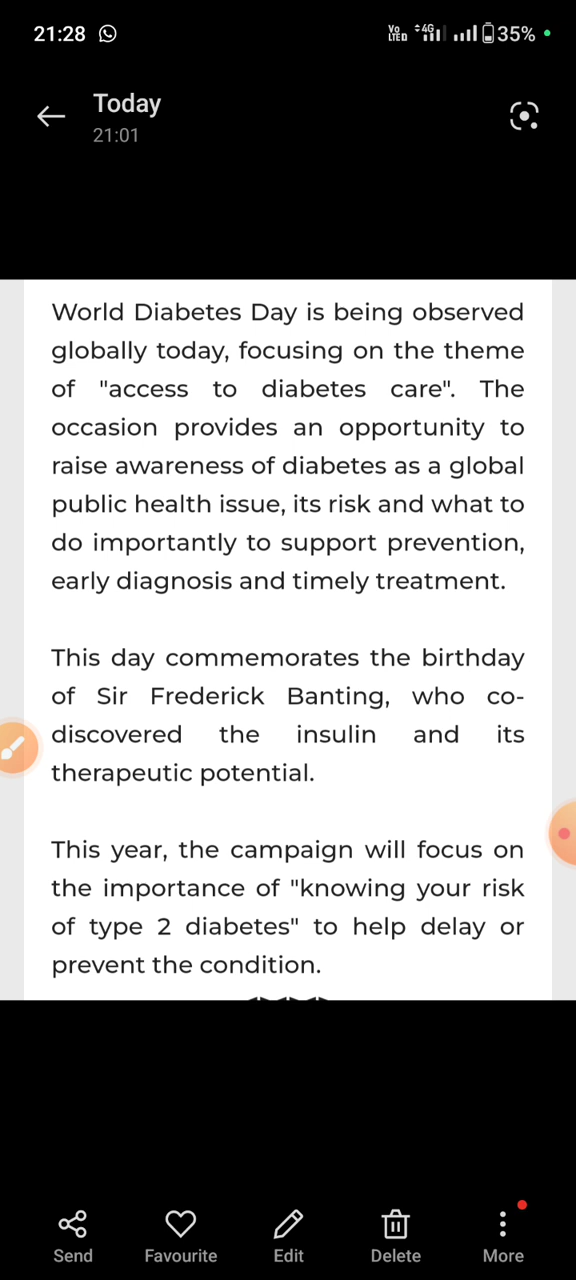 21:28
Vo LTED 4G 35%
Today
21:01
World Diabetes Day is being observed
globally today, focusing on the theme
of "access to diabetes care". The
occasion provides an opportunity to
raise awareness of diabetes as a global
public health issue, its risk and what to
do importantly to support prevention,
early diagnosis and timely treatment.
This day commemorates the birthday
of Sir Frederick Banting, who co-
discovered the insulin and its
therapeutic potential.
This year, the campaign will focus on
the importance of "knowing your risk
of type 2 diabetes" to help delay or
prevent the condition.
Send Favourite Edit Delete More